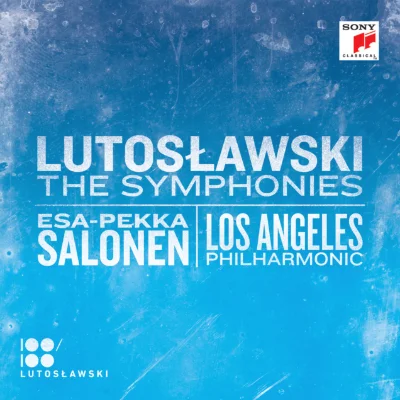 SONY
CLASSICAL
LUTOSŁAWSKI
THE SYMPHONIES
ESA-PEKKA
SALONEN
LOS ANGELES
PHILHARMONIC
100/
100
LUTOSŁAWSKI